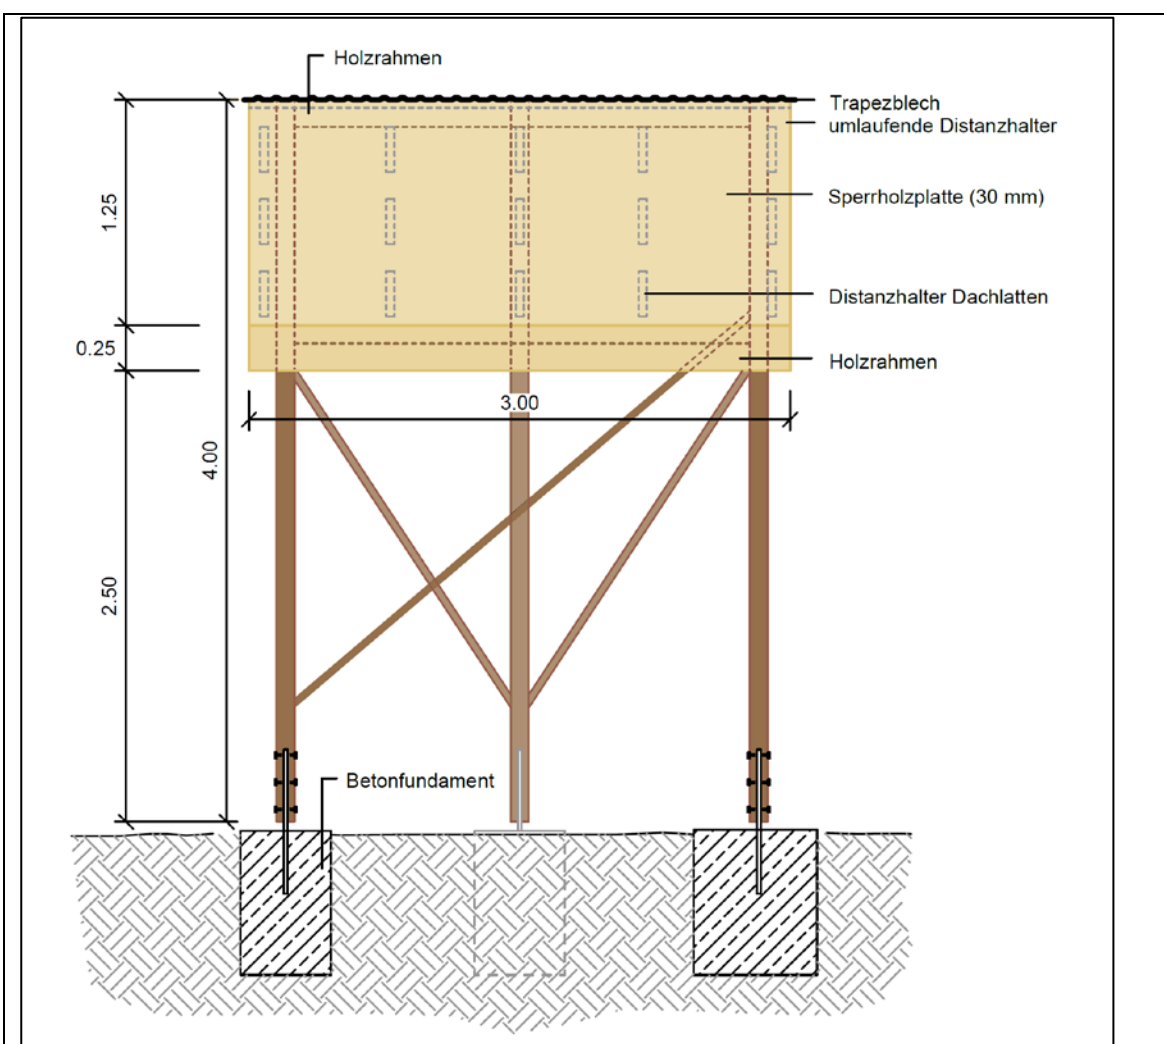 Holzrahmen
Trapezblech
umlaufende Distanzhalter
1.25
Sperrholzplatte (30 mm)
Distanzhalter Dachlatten
0.25
Holzrahmen
3.00
4.00
2.50
Betonfundament